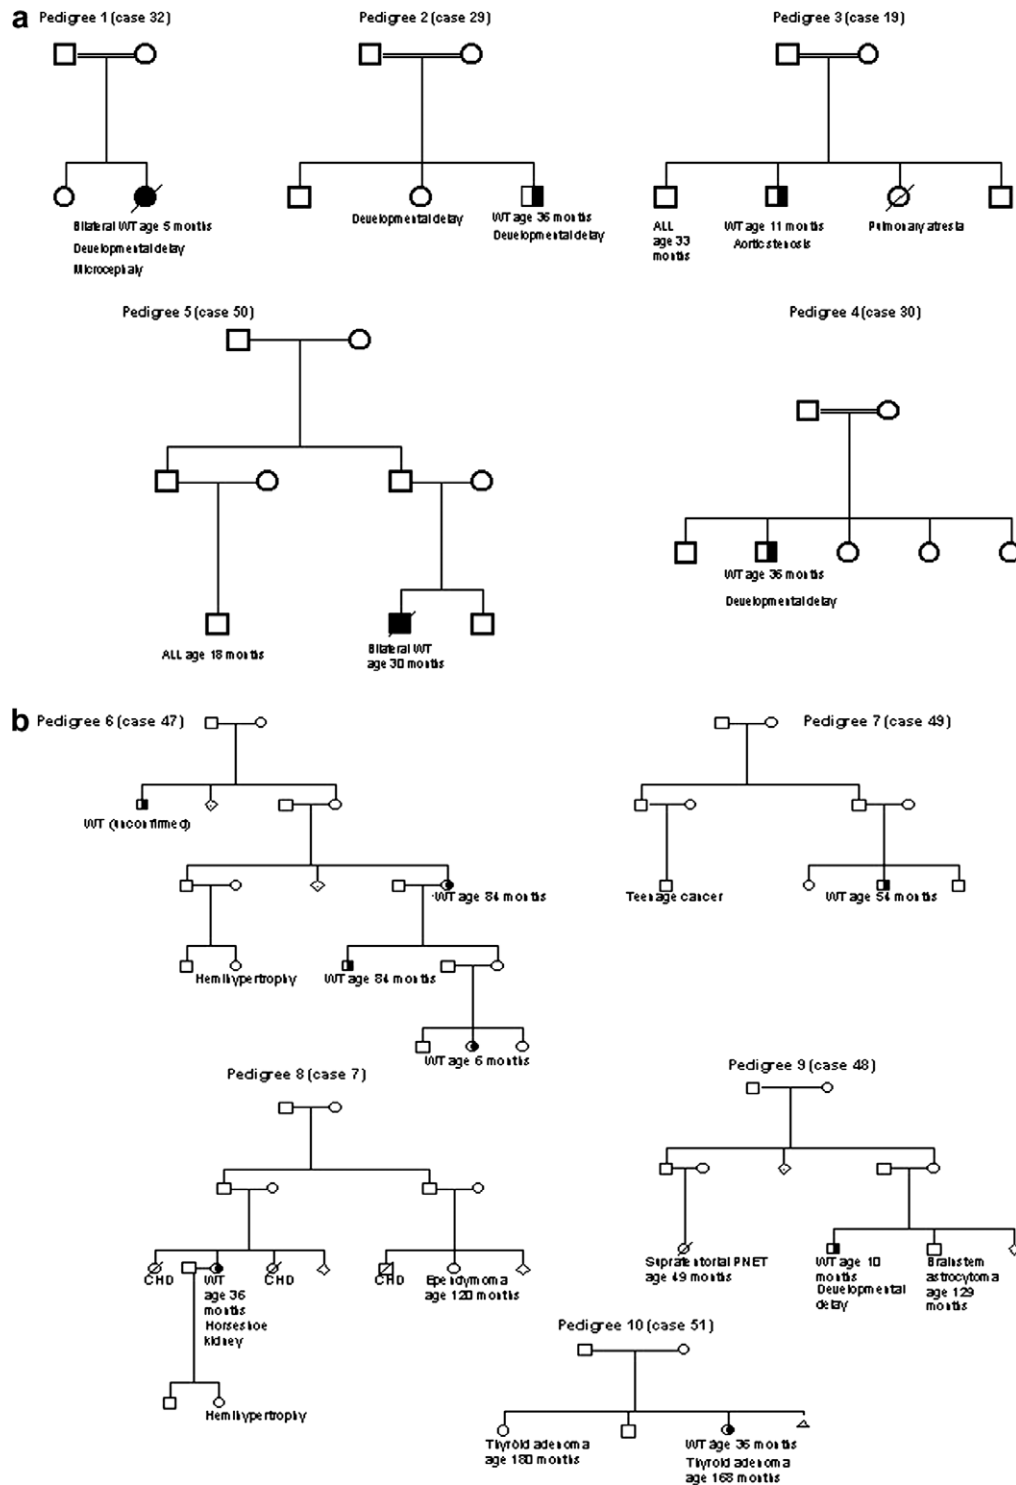 a
Pedigree 1 (case 32)
Pedigree 2 (case 29)
Pedigree 3 (case 19)
Bilateral WT age 5 months
Developmental delay
Microcephaly
Developmental delay
WT age 36 months
Developmental delay
ALL
age 33
months
WT age 11 months
Aortic stenosis
Pulmonary atresia
Pedigree 5 (case 50)
Pedigree 4 (case 30)
ALL age 18 months
Bilateral WT
age 30 months
WT age 36 months
Developmental delay
b
Pedigree 6 (case 47)
Pedigree 7 (case 49)
WT (unconfirmed)
WT age 84 months
Hemihypertrophy
WT age 84 months
WT age 6 months
Teenage cancer
WT age 54 months
Pedigree 8 (case 7)
Pedigree 9 (case 48)
CHD
WT
age 36
months
Horseshoe
kidney
CHD
CHD
Ependymoma
age 120 months
Hemihypertrophy
Supratentorial PNET
age 49 months
WT age 10
months
Developmental
delay
Brainstem
astrocytoma
age 129
months
Pedigree 10 (case 51)
Thyroid adenoma
age 180 months
WT age 36 months
Thyroid adenoma
age 168 months